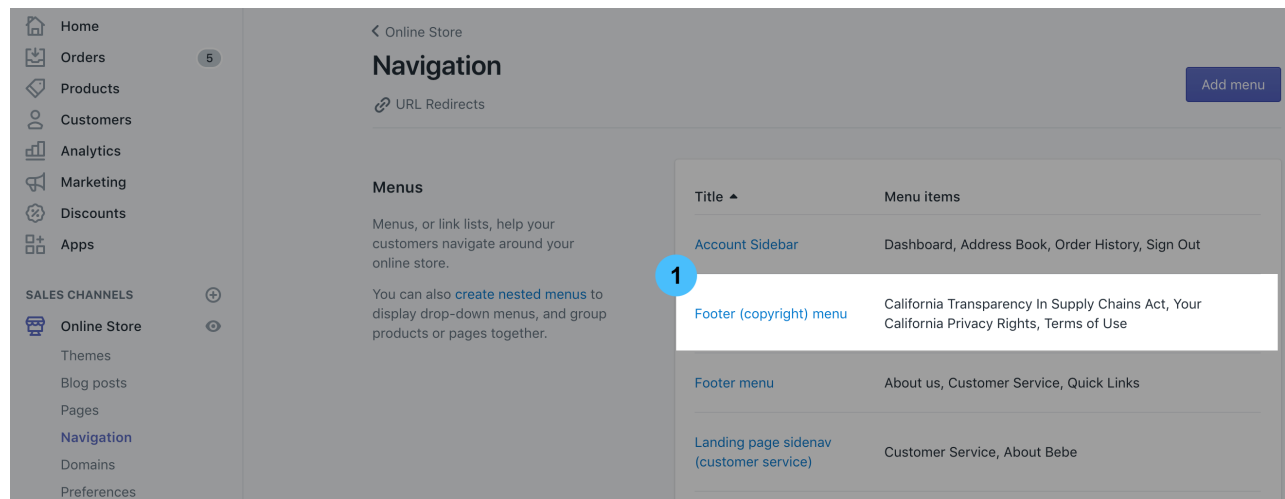 Home
Orders 5
Products
Customers
Analytics
Marketing
Discounts
Apps
SALES CHANNELS
Online Store
Themes
Blog posts
Pages
Navigation
Domains
Preferences
Online Store
Navigation
URL Redirects
Add menu
Menus
Menus, or link lists, help your
customers navigate around your
online store.
You can also create nested menus to
display drop-down menus, and group
products or pages together.
Title Menu items
Account Sidebar Dashboard, Address Book, Order History, Sign Out
1
Footer (copyright) menu California Transparency In Supply Chains Act, Your
California Privacy Rights, Terms of Use
Footer menu About us, Customer Service, Quick Links
Landing page sidenav
(customer service) Customer Service, About Bebe